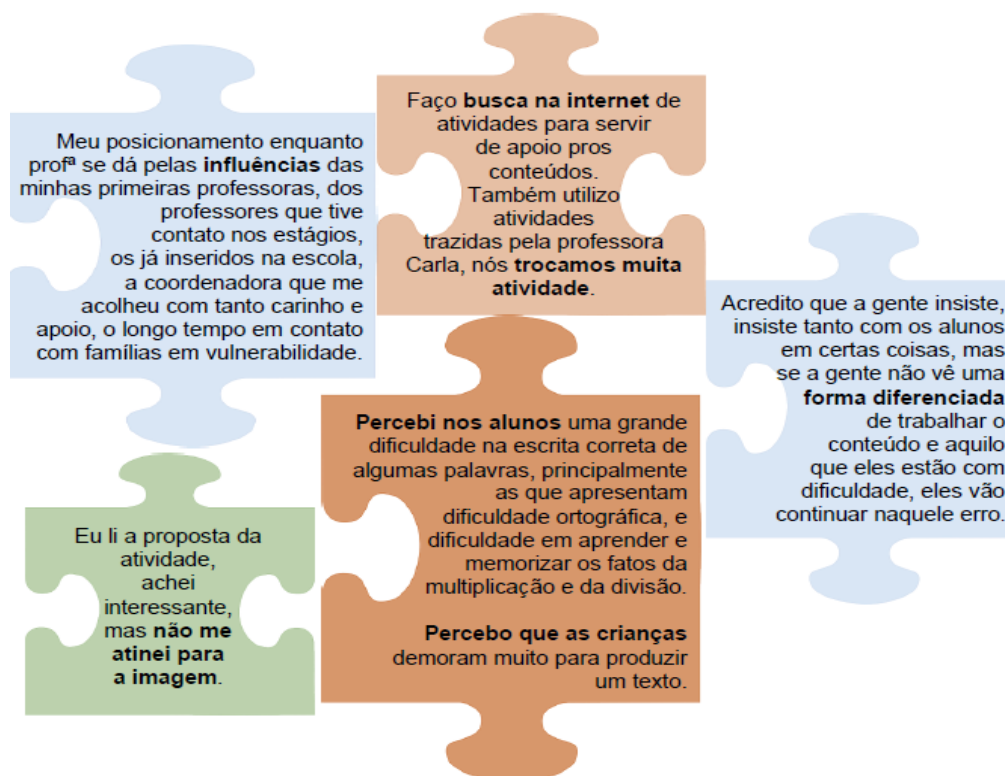 Meu posicionamento enquanto
profª se dá pelas influências das
minhas primeiras professoras, dos
professores que tive
contato nos estágios,
os já inseridos na escola,
a coordenadora que me
acolheu com tanto carinho e
apoio, o longo tempo em contato
com famílias em vulnerabilidade.
Faço busca na internet de
atividades para servir
de apoio pros
conteúdos.
Também utilizo
atividades
trazidas pela professora
Carla, nós trocamos muita
atividade.
Acredito que a gente insiste,
insiste tanto com os alunos
em certas coisas, mas
se a gente não vê uma
forma diferenciada
de trabalhar o
conteúdo e aquilo
que eles estão com
dificuldade, eles vão
continuar naquele erro.
Eu li a proposta da
atividade,
achei
interessante,
mas não me
atinei para
a imagem.
Percebi nos alunos uma grande
dificuldade na escrita correta de
algumas palavras, principalmente
as que apresentam
dificuldade ortográfica, e
dificuldade em aprender e
memorizar os fatos da
multiplicação e da divisão.
Percebo que as crianças
demoram muito para produzir
um texto.